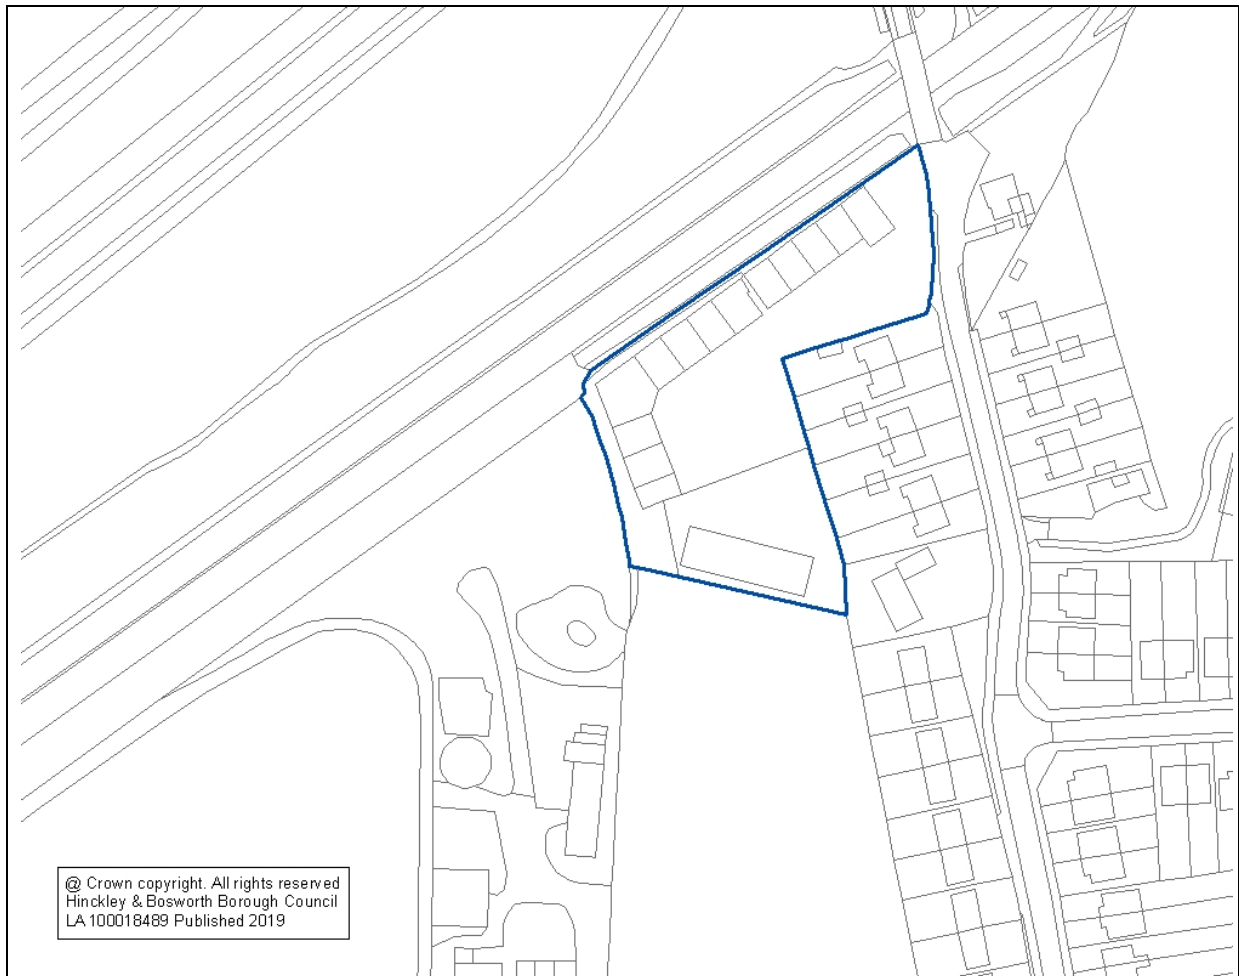 @ Crown copyright. All rights reserved
Hinckley & Bosworth Borough Council
LA 100018489 Published 2019